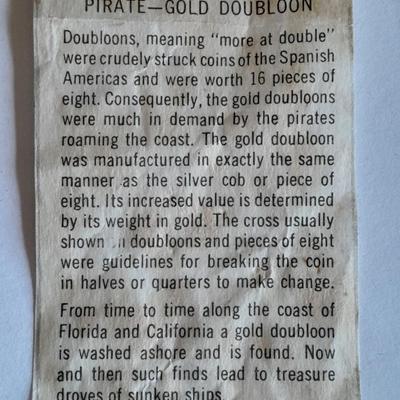 PIRATE—GOLD DOUBLOON
Doubloons, meaning "more at double"
were crudely struck coins of the Spanish
Americas and were worth 16 pieces of
eight. Consequently, the gold doubloons
were much in demand by the pirates
roaming the coast. The gold doubloon
was manufactured in exactly the same
manner as the silver cob or piece of
eight. Its increased value is determined
by its weight in gold. The cross usually
shown doubloons and pieces of eight
were guidelines for breaking the coin
in halves or quarters to make change.
From time to time along the coast of
Florida and California a gold doubloon
is washed ashore and is found. Now
and then such finds lead to treasure
droves of sunken ships.